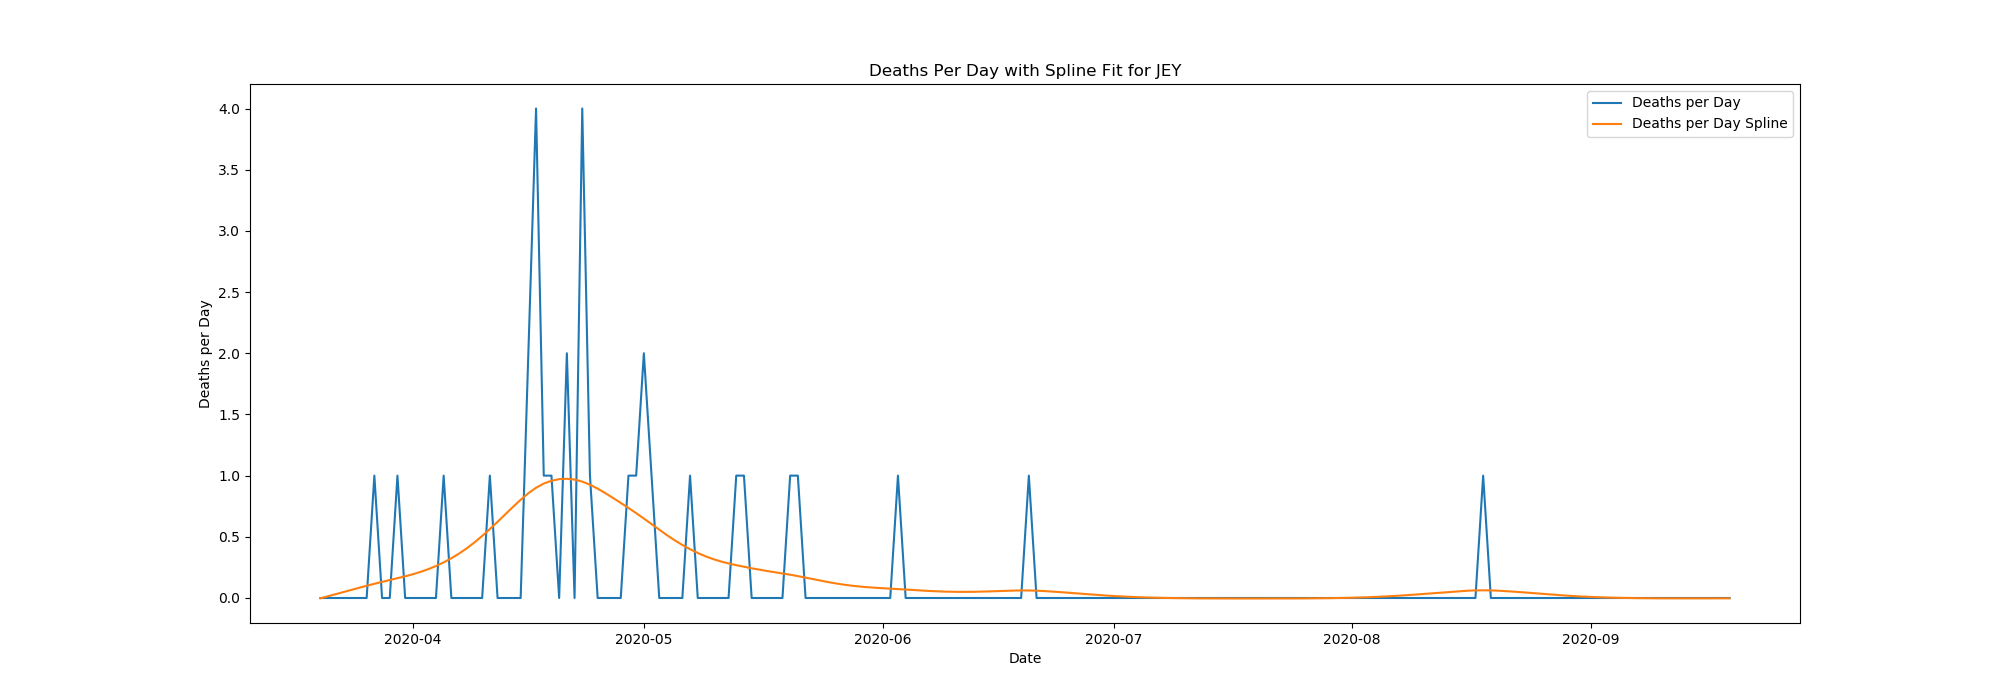 Deaths Per Day with Spline Fit for JEY
Deaths per Day
Deaths per Day Spline
4.0
3.5
3.0
2.5
2.0
1.5
1.0
0.5
0.0
Deaths per Day
2020-04 2020-05 2020-06 2020-07 2020-08 2020-09
Date